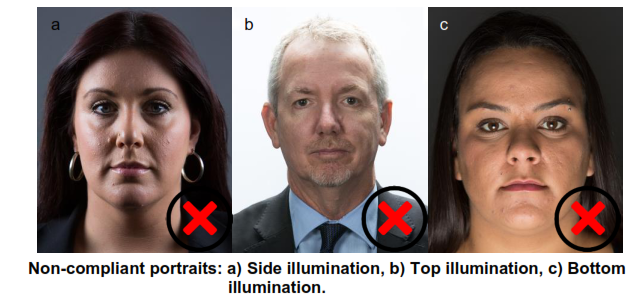 a b c
Non-compliant portraits: a) Side illumination, b) Top illumination, c) Bottom
illumination.